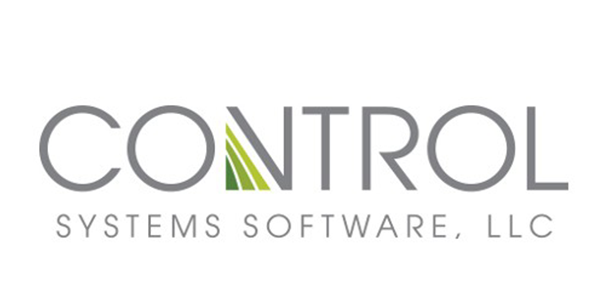 CONTROL
SYSTEMS SOFTWARE, LLC